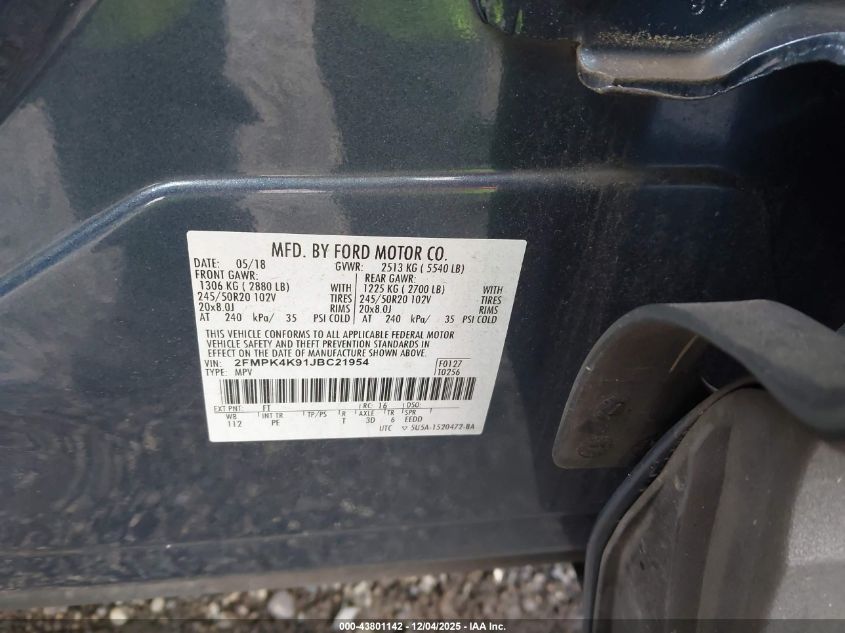 MFD. BY FORD MOTOR CO.
DATE: 05/18 GVWR: 2513 KG ( 5540 LB)
FRONT GAWR: REAR GAWR:
1306 KG ( 2880 LB) WITH 1225 KG ( 2700 LB) WITH
245/50R20 102V TIRES 245/50R20 102V TIRES
20x8.0J RIMS 20x8.0J RIMS
AT 240 kPa/ 35 PSI COLD AT 240 kPa/ 35 PSI COLD
THIS VEHICLE CONFORMS TO ALL APPLICABLE FEDERAL MOTOR
VEHICLE SAFETY AND THEFT PREVENTION STANDARDS IN
EFFECT ON THE DATE OF MANUFACTURE SHOWN ABOVE.
VIN: 2FMPK4K91JBC21954 F0127
TYPE: MPV T0256
EXT PNT: FT RC: 16 DSO:
WB INT TR TP/PS R AXLE TR SPR
112 PE T 3D 6 EEDD
UTC ▽ 5U5A-1520472-BA
000-43801142 - 12/04/2025 - IAA Inc.